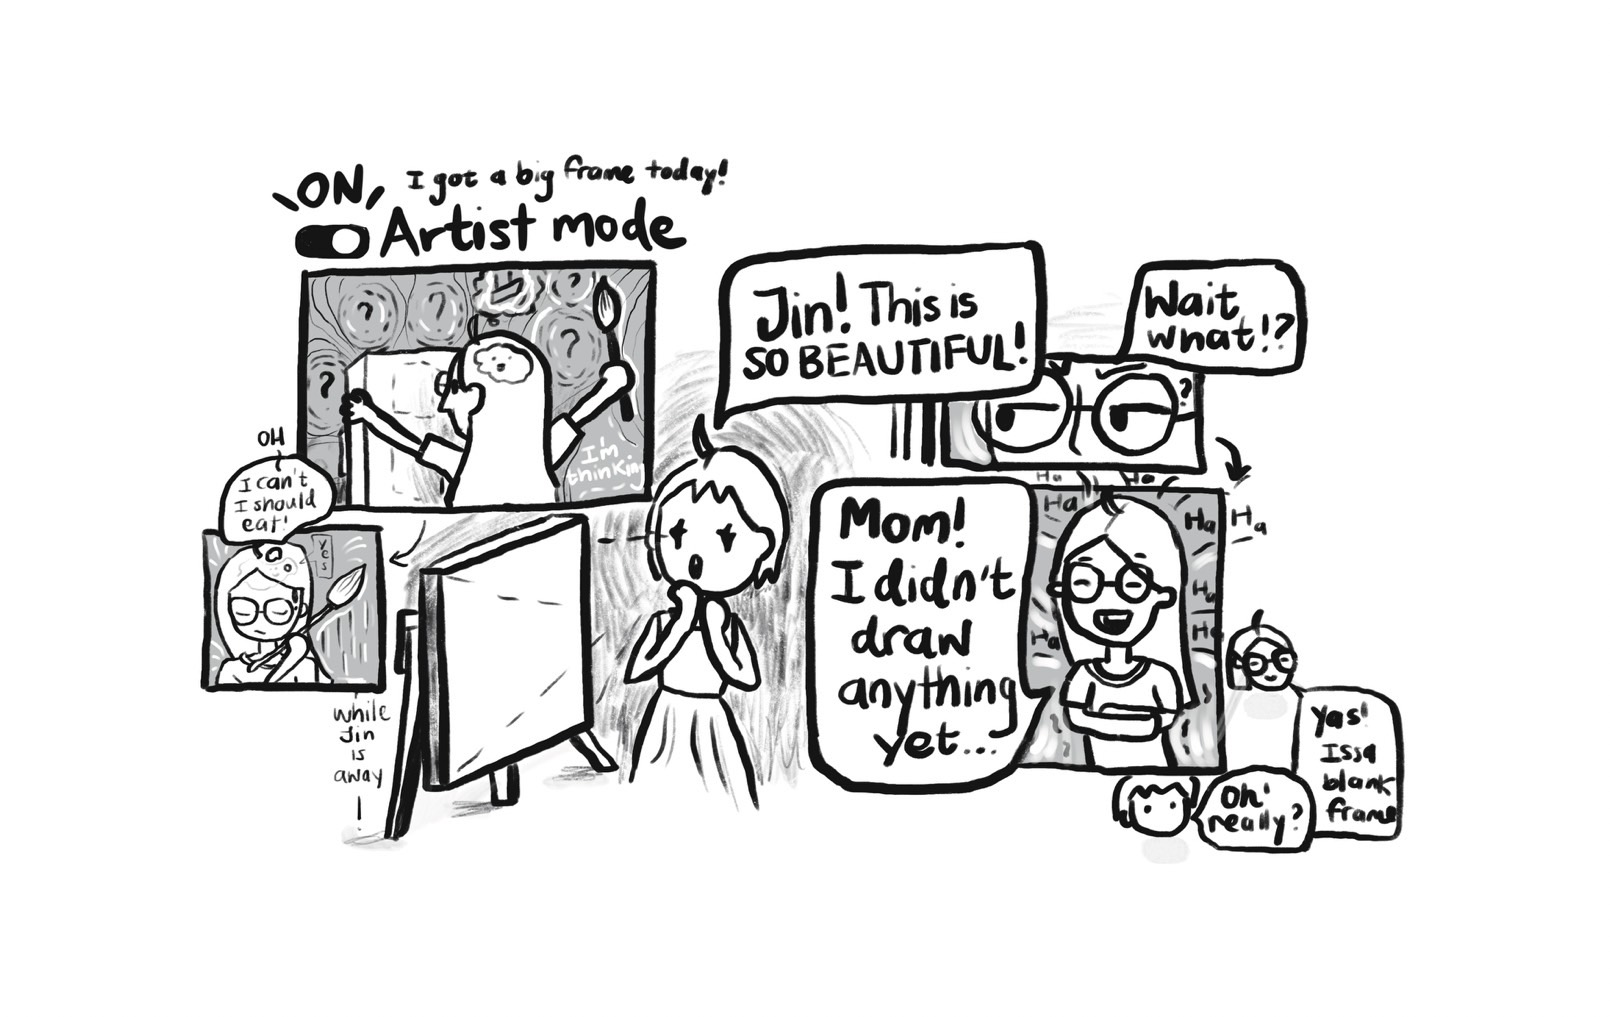 ON
I got a big frame today!
Artist mode
?
?
?
?
?
I'm
thinking
OH
I can't
I should
eat!
YES
while
Jin
is
away
!
Jin! This is
SO BEAUTIFUL!
Wait
what!?
?
Mom!
I didn't
draw
anything
yet...
Ha
Ha
Ha
Ha
Ha
Ha
Ha
Ha
Yas!
Issa
blank
frame
Oh!
really?